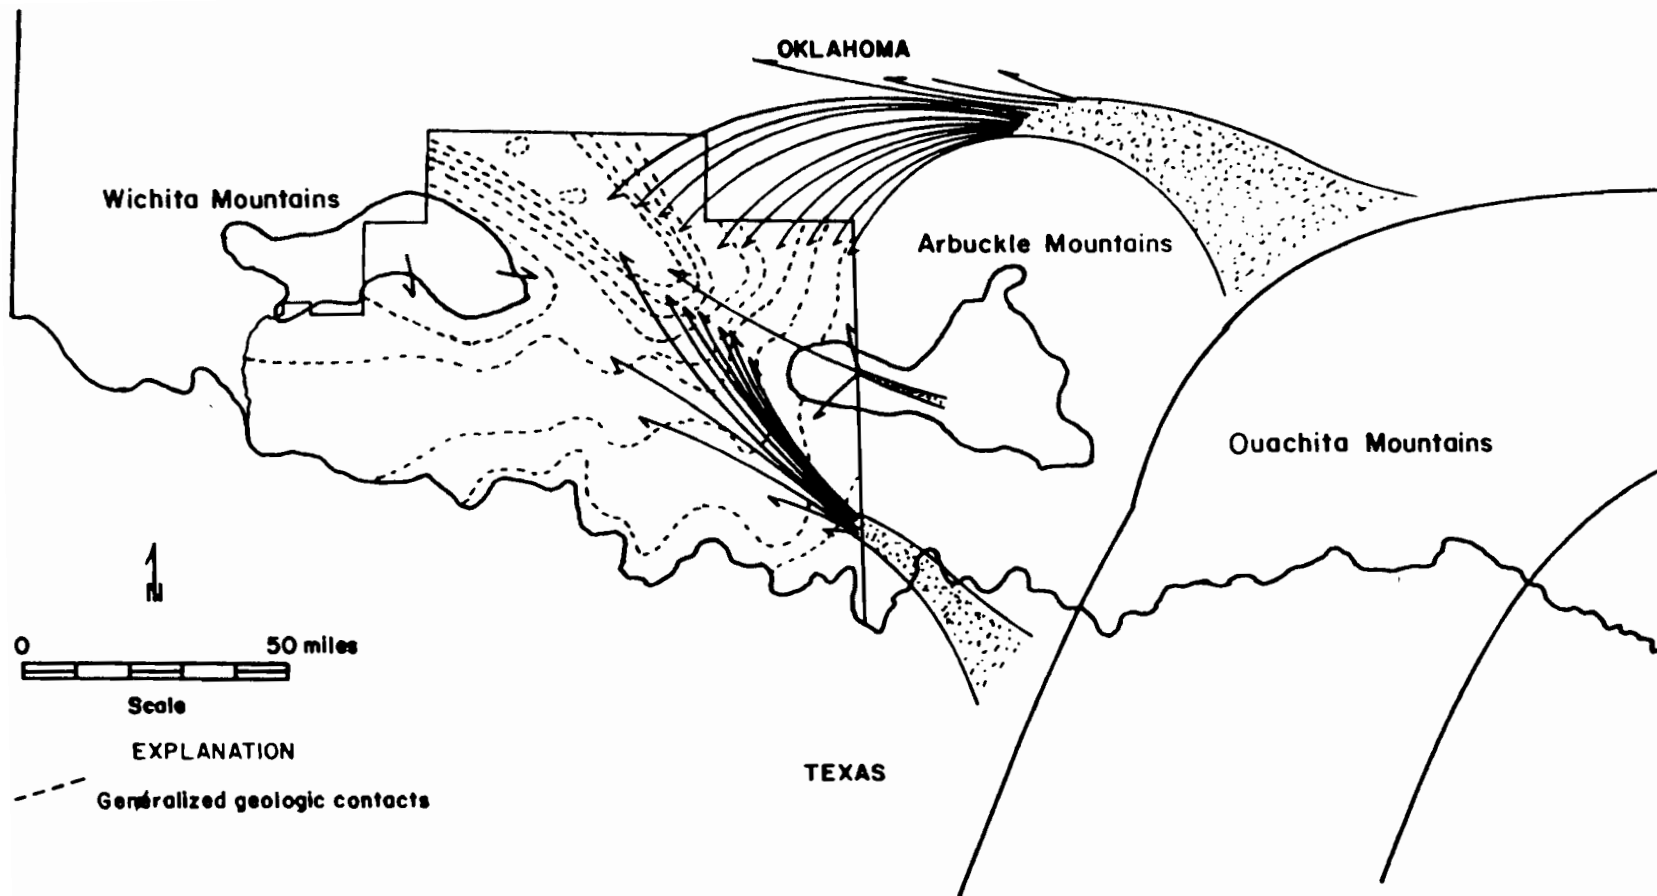 OKLAHOMA
Wichita Mountains
Arbuckle Mountains
Ouachita Mountains
N
0 50 miles
Scale
EXPLANATION
Generalized geologic contacts
TEXAS